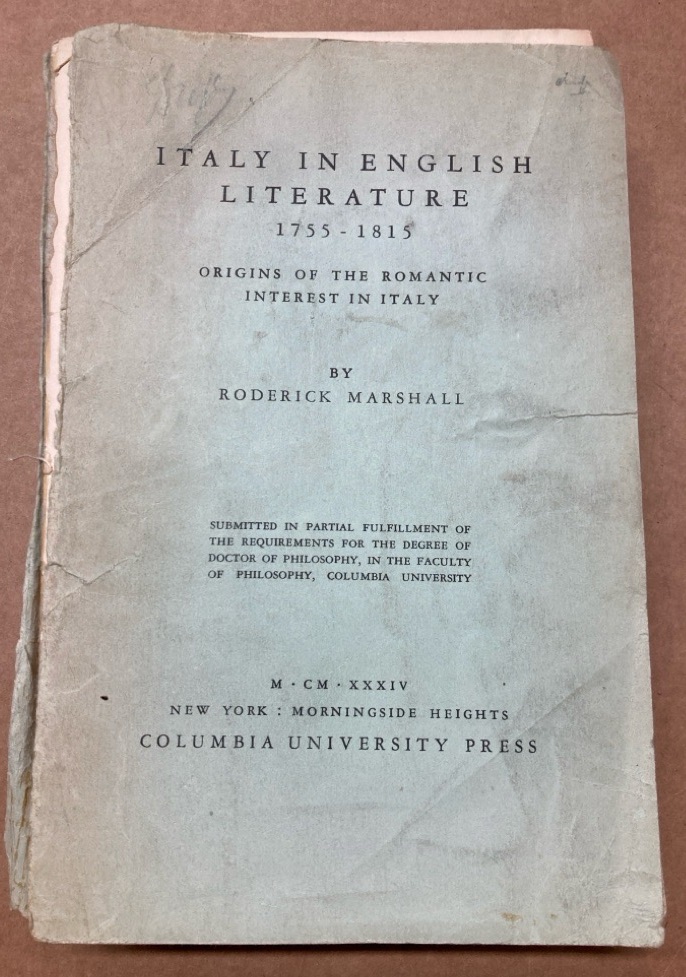 ITALY IN ENGLISH
LITERATURE
1755-1815
ORIGINS OF THE ROMANTIC
INTEREST IN ITALY
BY
RODERICK MARSHALL
SUBMITTED IN PARTIAL FULFILLMENT OF
THE REQUIREMENTS FOR THE DEGREE OF
DOCTOR OF PHILOSOPHY, IN THE FACULTY
OF PHILOSOPHY, COLUMBIA UNIVERSITY
M · CM · XXXIV
NEW YORK : MORNINGSIDE HEIGHTS
COLUMBIA UNIVERSITY PRESS